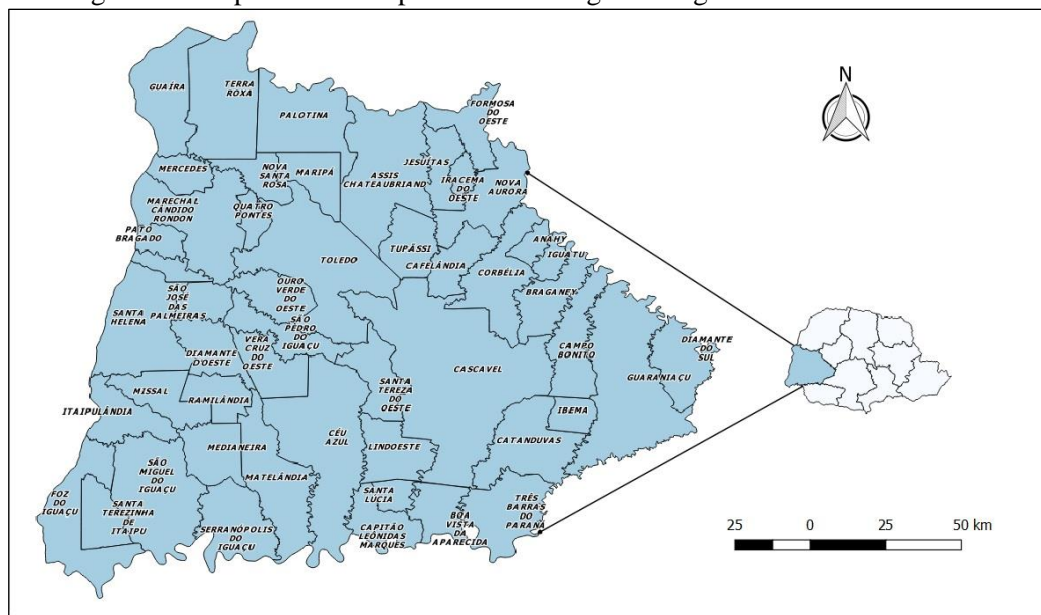 N
GUAÍRA
TERRA
RÔXA
PALOTINA
FORMOSA
DO
OESTE
MERCEDES
NOVA
SANTA
ROSA
MARIPÁ
ASSIS
CHATEAUBRIAND
JESUÍTAS
IRACEMA
DO
OESTE
NOVA
AURORA
MARECHAL
CÂNDIDO
RONDON
QUATRO
PONTES
PATO
BRAGADO
TOLEDO
TUPÃSSI
CAFELÂNDIA
CORBÉLIA
ANAHY
IGUATU
BRAGANEY
OURO
VERDE
DO
OESTE
SÃO
JOSÉ
DAS
PALMEIRAS
SANTA
HELENA
SÃO
PEDRO
DO
IGUAÇU
VERA
CRUZ
DO
OESTE
DIAMANTE
D'OESTE
CASCAVEL
CAMPO
BONITO
DIAMANTE
DO
SUL
GUARANIAÇU
MISSAL
RAMILÂNDIA
SANTA
TEREZA
DO
OESTE
IBEMA
ITAIPULÂNDIA
CÉU
AZUL
CATANDUVAS
MEDIANEIRA
LINDOESTE
MATELÂNDIA
SÃO
MIGUEL
DO
IGUAÇU
FOZ
DO
IGUAÇU
SANTA
TEREZINHA
DE
ITAIPU
SERRANÓPOLIS
DO
IGUAÇU
SANTA
LÚCIA
CAPITÃO
LEÔNIDAS
MARQUES
BOA
VISTA
DA
APARECIDA
TRÊS
BARRAS
DO
PARANÁ
25 0 25 50 km